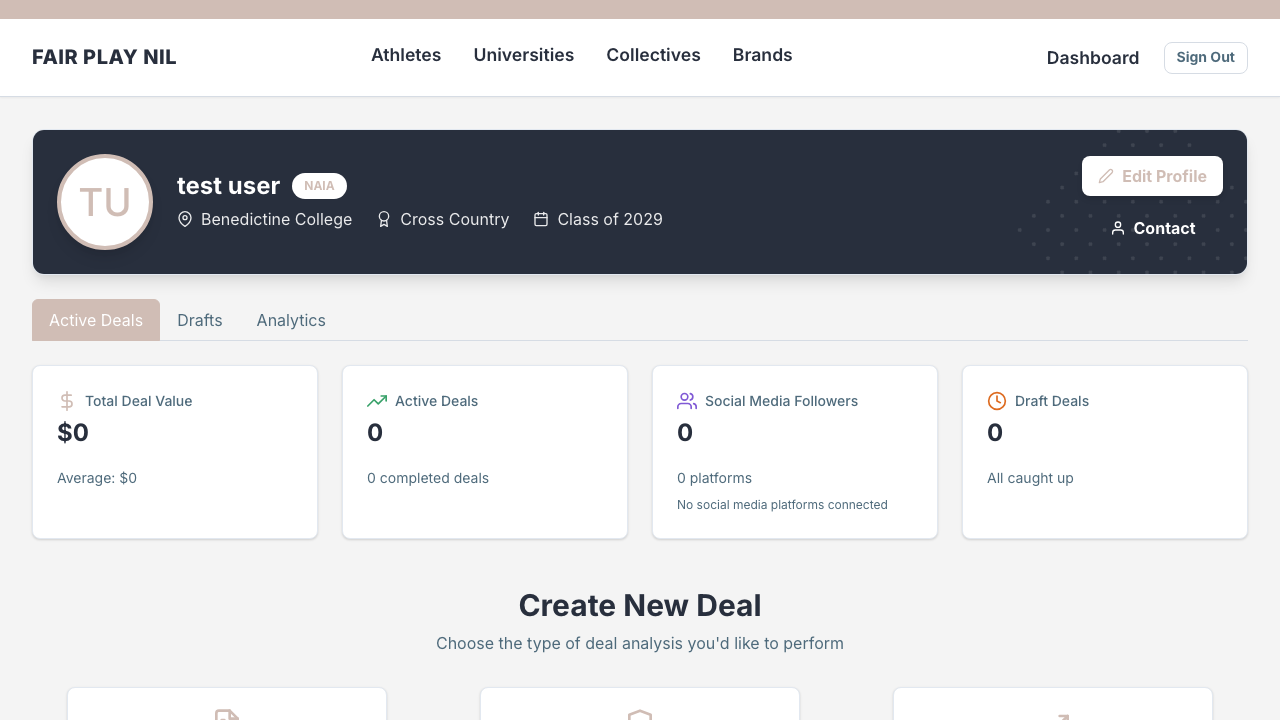 FAIR PLAY NIL
Athletes Universities Collectives Brands
Dashboard Sign Out
TU
test user NAIA
Benedictine College Cross Country Class of 2029
Edit Profile
Contact
Active Deals Drafts Analytics
Total Deal Value
$0
Average: $0
Active Deals
0
0 completed deals
Social Media Followers
0
0 platforms
No social media platforms connected
Draft Deals
0
All caught up
Create New Deal
Choose the type of deal analysis you'd like to perform